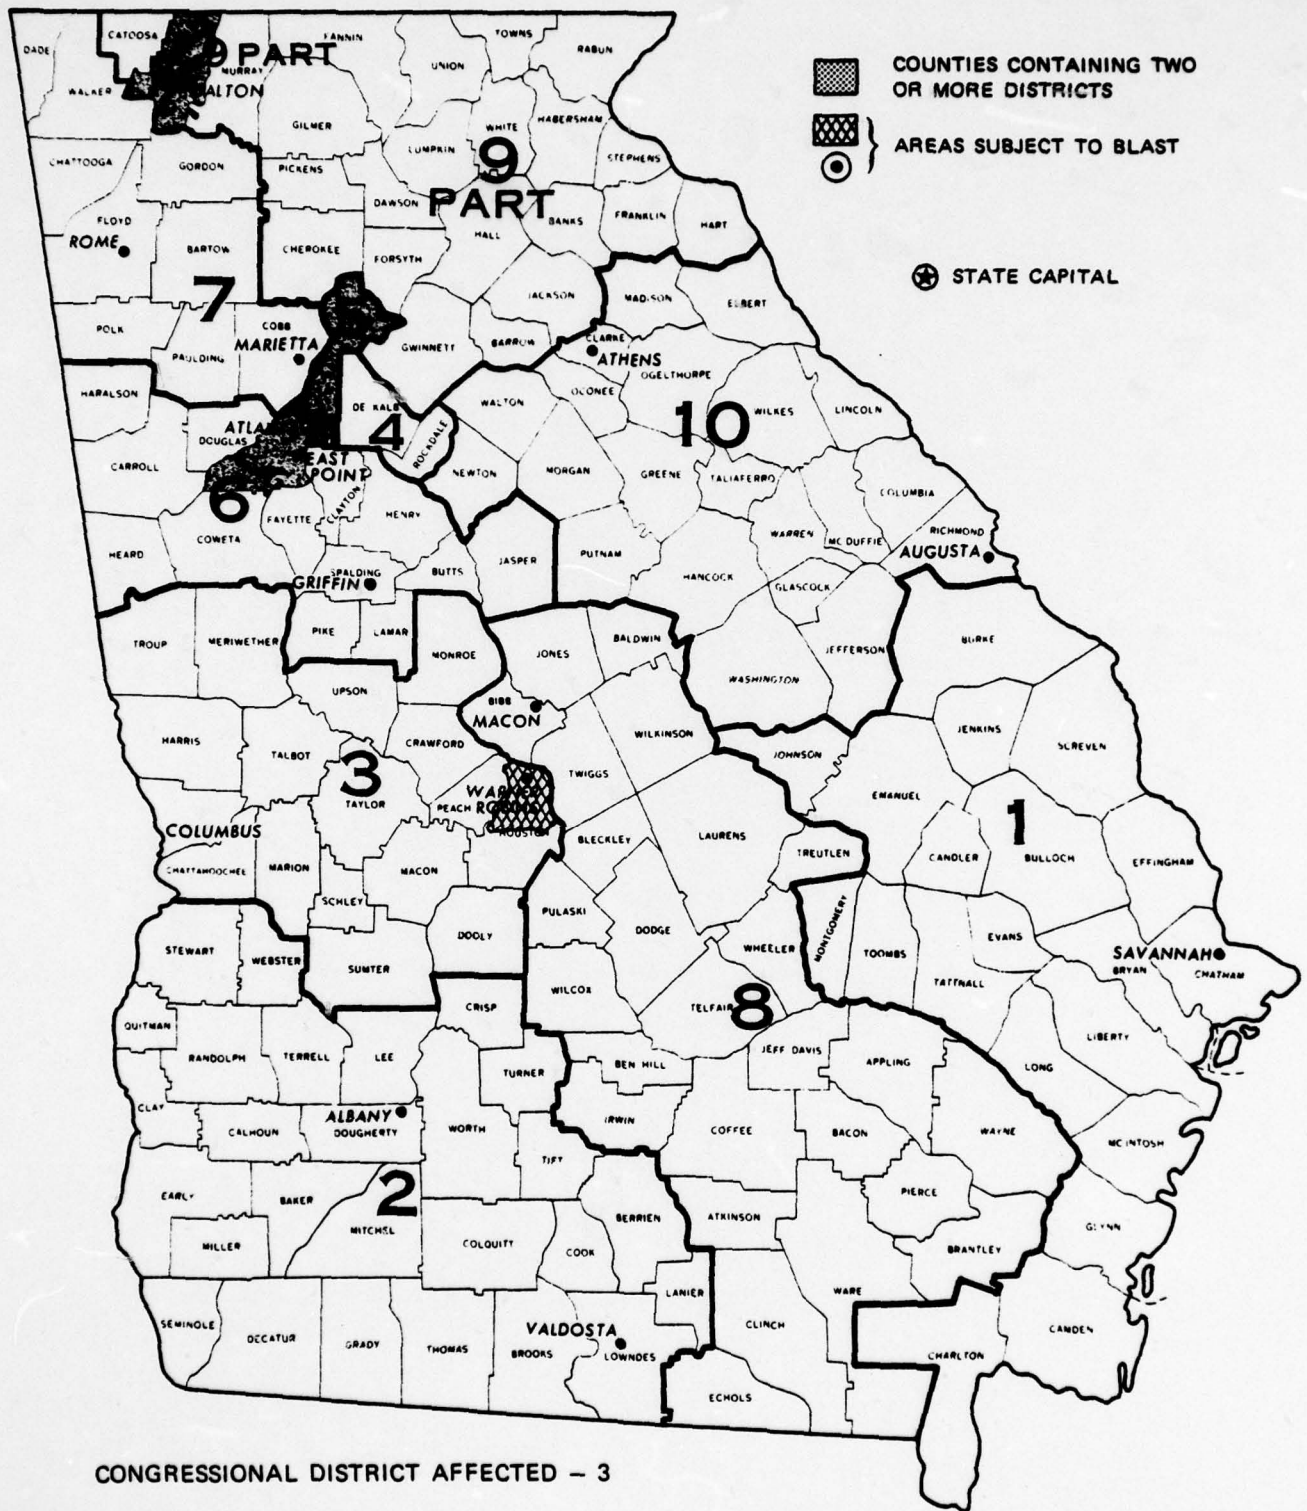 COUNTIES CONTAINING TWO
OR MORE DISTRICTS
AREAS SUBJECT TO BLAST
STATE CAPITAL
DADE
CATOOSA
WALKER
9 PART
MURRAY
ALTON
FANNIN
UNION
TOWNS
RABUN
GILMER
LUMPKIN
WHITE
HABERSHAM
STEPHENS
9
PART
CHATTOOGA
GORDON
PICKENS
DAWSON
HALL
BANKS
FRANKLIN
HART
FLOYD
ROME
BARTOW
CHEROKEE
FORSYTH
7
JACKSON
MADISON
ELBERT
POLK
PAULDING
COBB
MARIETTA
GWINNETT
BARROW
CLARKE
ATHENS
OGELTHORPE
OCONEE
HARALSON
DE KALB
4
ROCKDALE
WALTON
10
WILKES
LINCOLN
ATLA
DOUGLAS
EAST
POINT
CARROLL
6
CLAYTON
NEWTON
MORGAN
GREENE
TALIAFERRO
COLUMBIA
FAYETTE
HENRY
COWETA
HEARD
WARREN
MC DUFFIE
RICHMOND
AUGUSTA
SPALDING
GRIFFIN
BUTTS
JASPER
PUTNAM
HANCOCK
GLASCOCK
TROUP
MERIWETHER
PIKE
LAMAR
MONROE
JONES
BALDWIN
WASHINGTON
JEFFERSON
BURKE
UPSON
BIBB
MACON
WILKINSON
JENKINS
SCREVEN
HARRIS
TALBOT
CRAWFORD
TWIGGS
JOHNSON
3
TAYLOR
WARNER
PEACH
HOUSTON
EMANUEL
1
COLUMBUS
BLECKLEY
LAURENS
TREUTLEN
CANDLER
BULLOCH
EFFINGHAM
CHATTAHOOCHEE
MARION
MACON
SCHLEY
PULASKI
DODGE
WHEELER
MONTGOMERY
TOOMBS
EVANS
SAVANNAH
BRYAN
CHATHAM
STEWART
WEBSTER
SUMTER
DOOLY
TATTNALL
CRISP
WILCOX
TELFAIR
8
QUITMAN
RANDOLPH
TERRELL
LEE
TURNER
BEN HILL
JEFF DAVIS
APPLING
LONG
LIBERTY
CLAY
CALHOUN
ALBANY
DOUGHERTY
WORTH
IRWIN
COFFEE
BACON
WAYNE
MC INTOSH
TIFT
EARLY
BAKER
2
MITCHEL
BERRIEN
ATKINSON
PIERCE
GLYNN
MILLER
COLQUITY
COOK
BRANTLEY
LANIER
WARE
SEMINOLE
DECATUR
GRADY
THOMAS
BROOKS
VALDOSTA
LOWNDES
CLINCH
CHARLTON
CAMDEN
ECHOLS
CONGRESSIONAL DISTRICT AFFECTED – 3